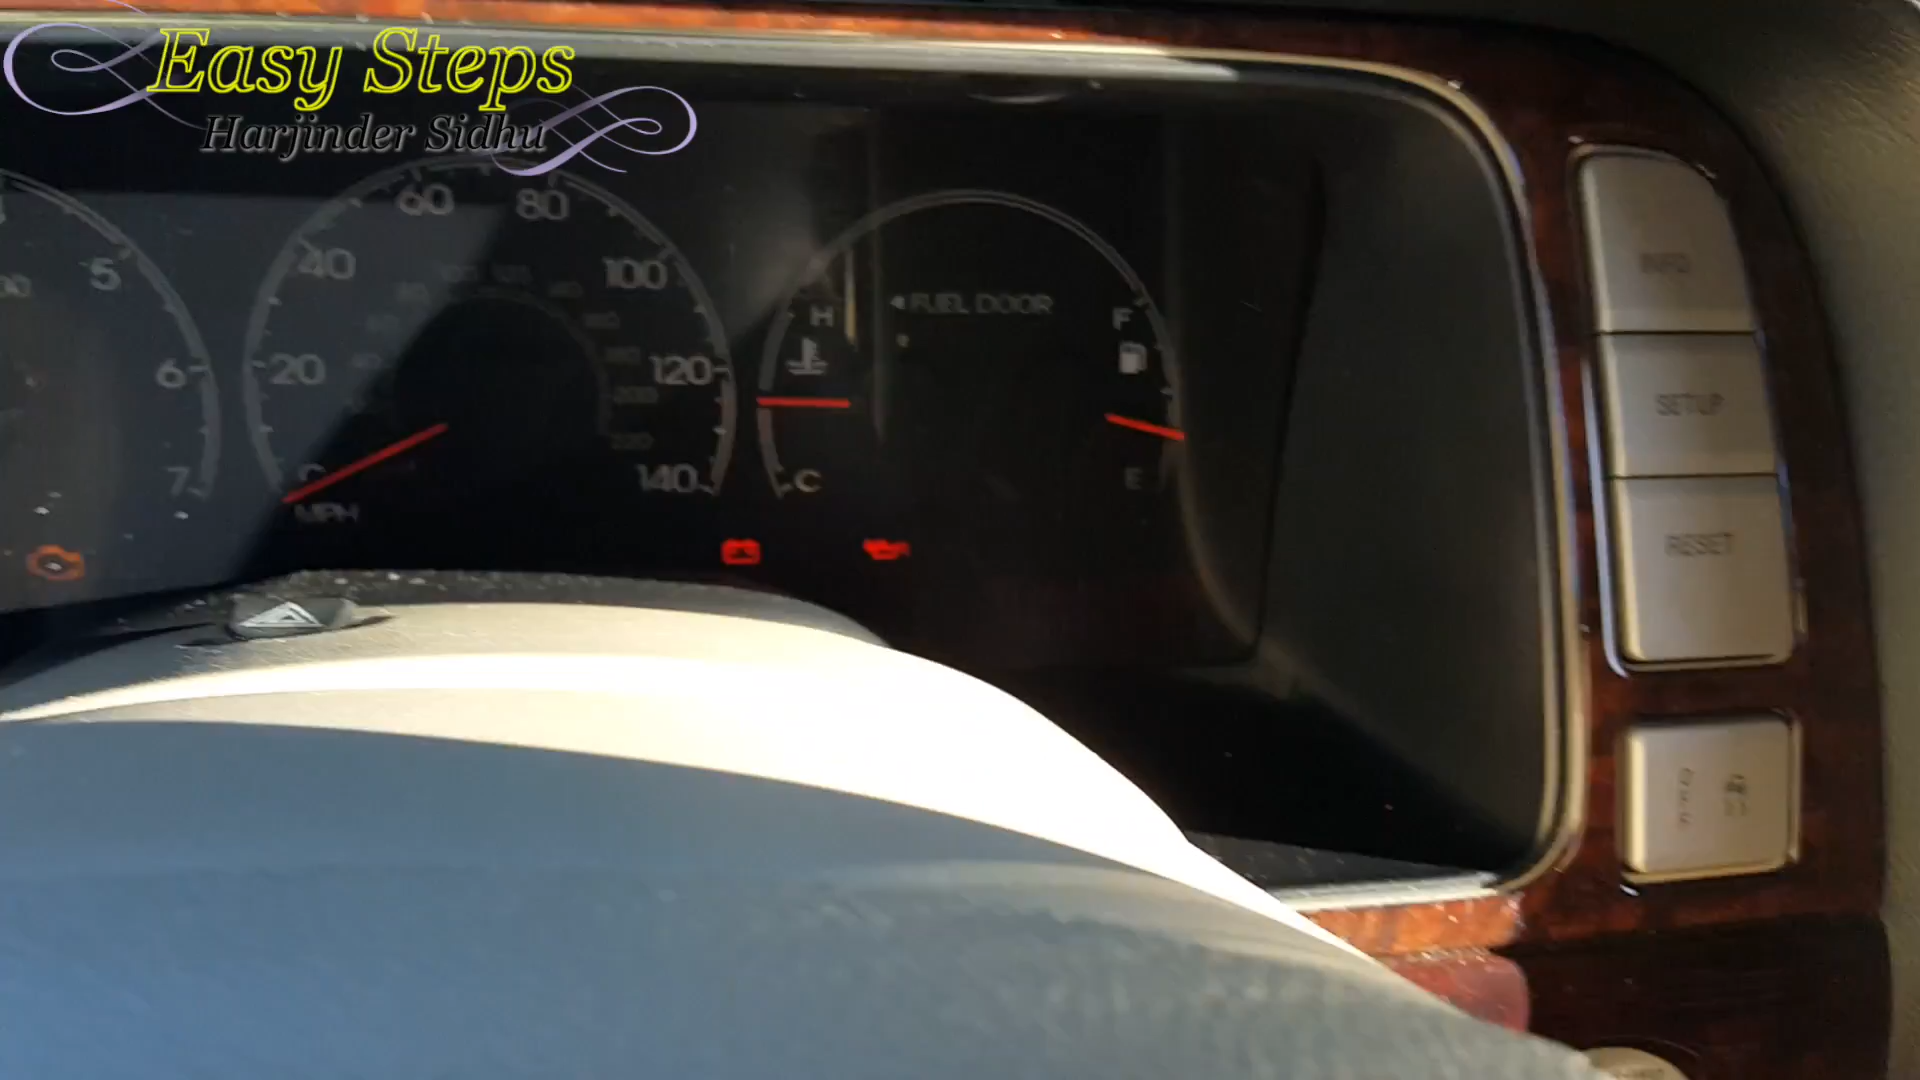 Easy Steps
Harjinder Sidhu
60 80
40 100
5
20 120
6
140
7
MPH
H
FUEL DOOR
F
C
E
INFO
SETUP
RESET
OFF